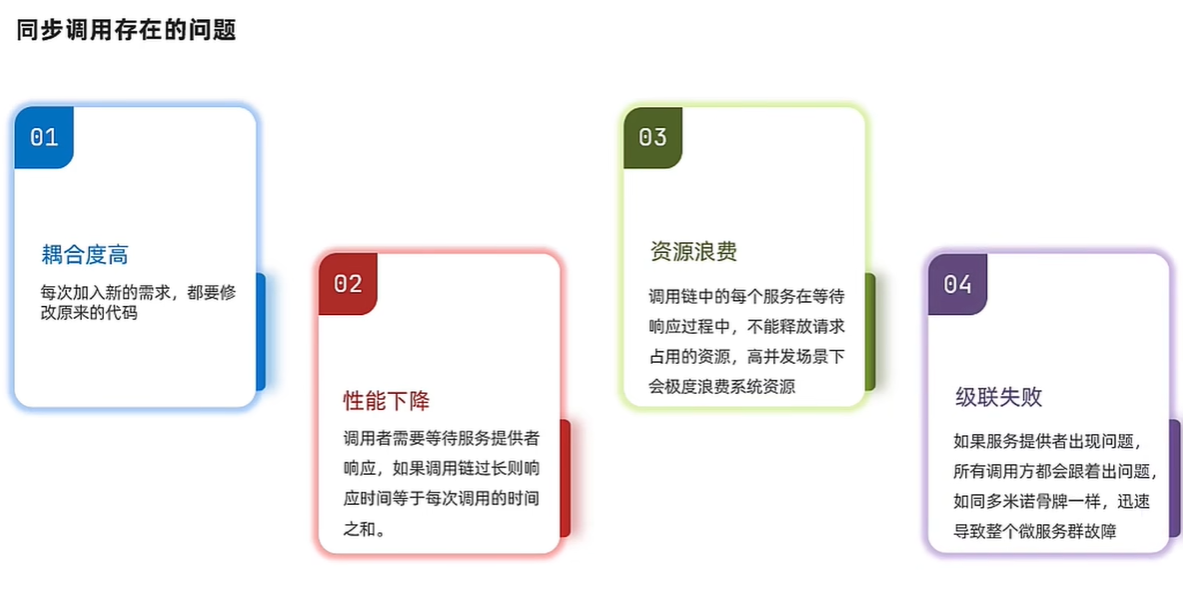 同步调用存在的问题
01
耦合度高
每次加入新的需求，都要修
改原来的代码
02
性能下降
调用者需要等待服务提供者
响应，如果调用链过长则响
应时间等于每次调用的时间
之和。
03
资源浪费
调用链中的每个服务在等待
响应过程中，不能释放请求
占用的资源，高并发场景下
会极度浪费系统资源
04
级联失败
如果服务提供者出现问题，
所有调用方都会跟着出问题，
如同多米诺骨牌一样，迅速
导致整个微服务群故障